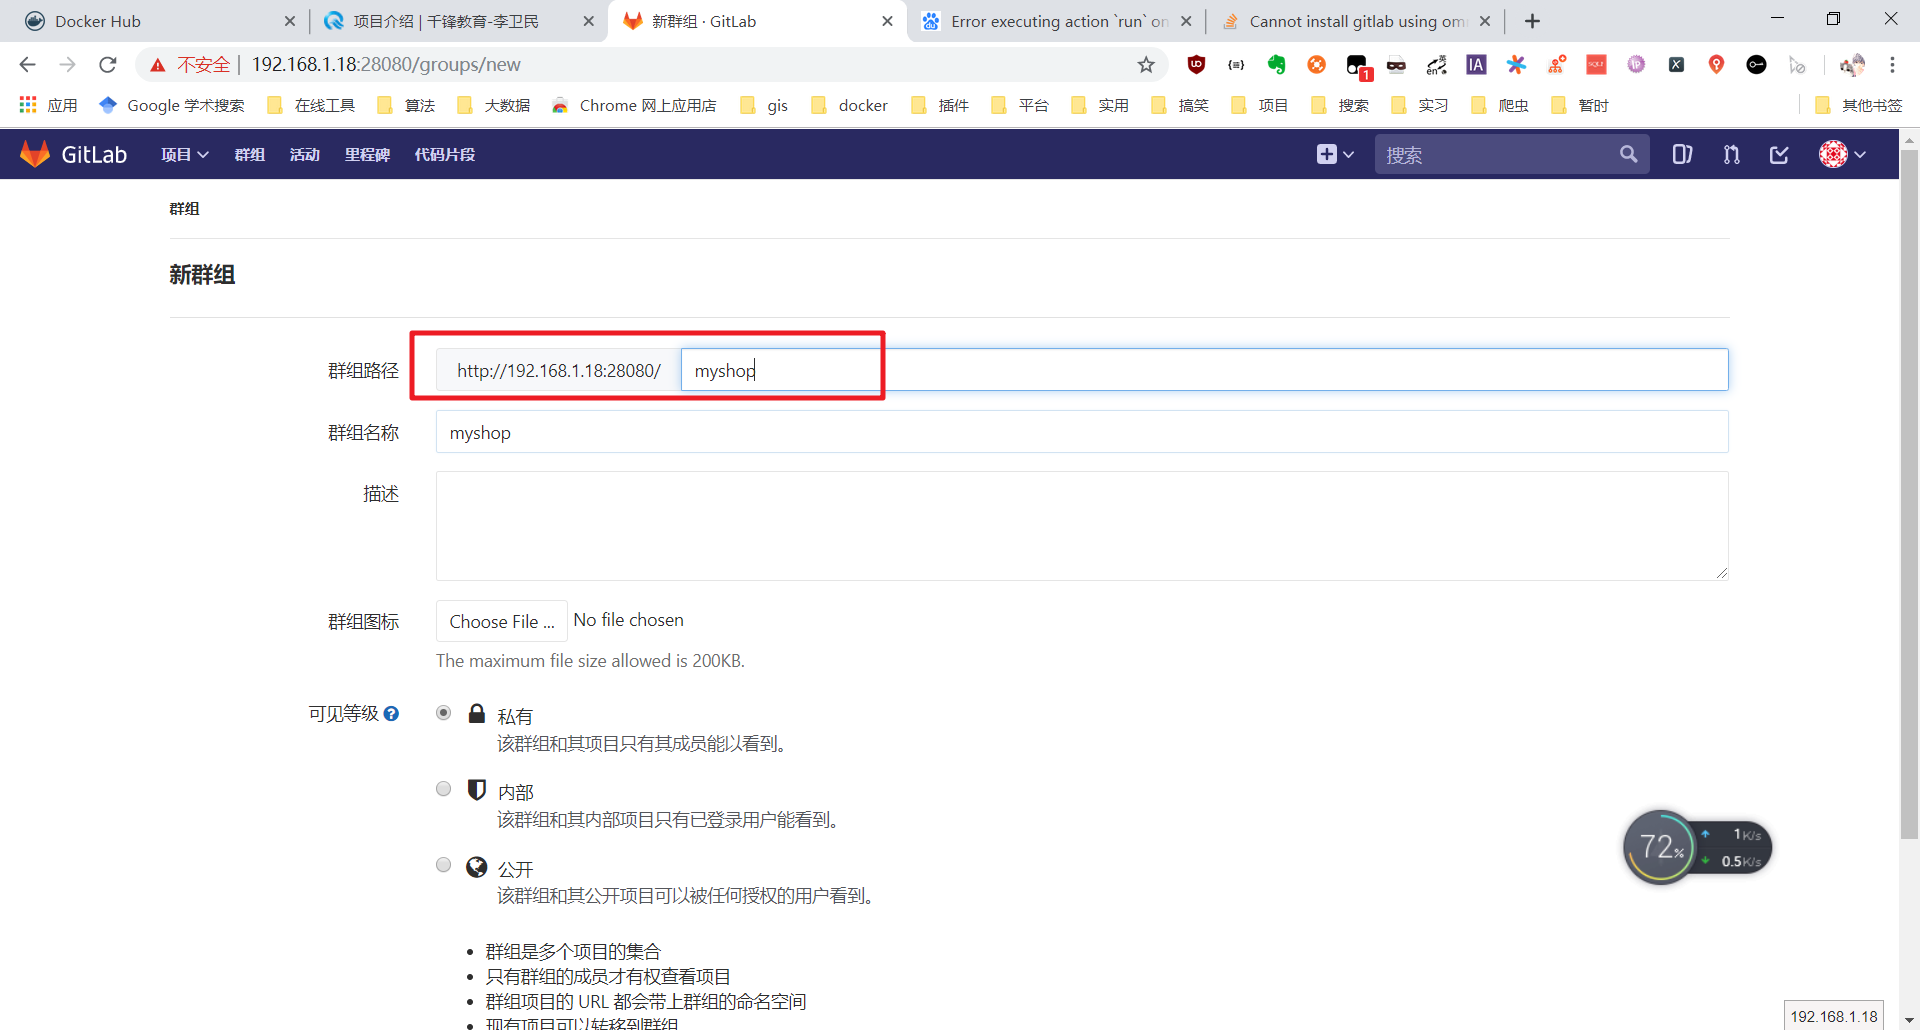 Docker Hub
项目介绍 | 千锋教育-李卫民
新群组 · GitLab
Error executing action `run` on
Cannot install gitlab using om
不安全 | 192.168.1.18:28080/groups/new
应用 Google 学术搜索 在线工具 算法 大数据 Chrome 网上应用店 gis docker 插件 平台 实用 搞笑 项目 搜索 实习 爬虫 暂时 其他书签
GitLab 项目 群组 活动 里程碑 代码片段 搜索
群组
新群组
群组路径 http://192.168.1.18:28080/ myshop
群组名称 myshop
描述
群组图标 Choose File ... No file chosen
The maximum file size allowed is 200KB.
可见等级 私有
该群组和其项目只有其成员能以看到。
内部
该群组和其内部项目只有已登录用户能看到。
公开
该群组和其公开项目可以被任何授权的用户看到。
72% 1K/s
0.5K/s
群组是多个项目的集合
只有群组的成员才有权查看项目
群组项目的 URL 都会带上群组的命名空间
现有项目可以转移到群组
192.168.1.18